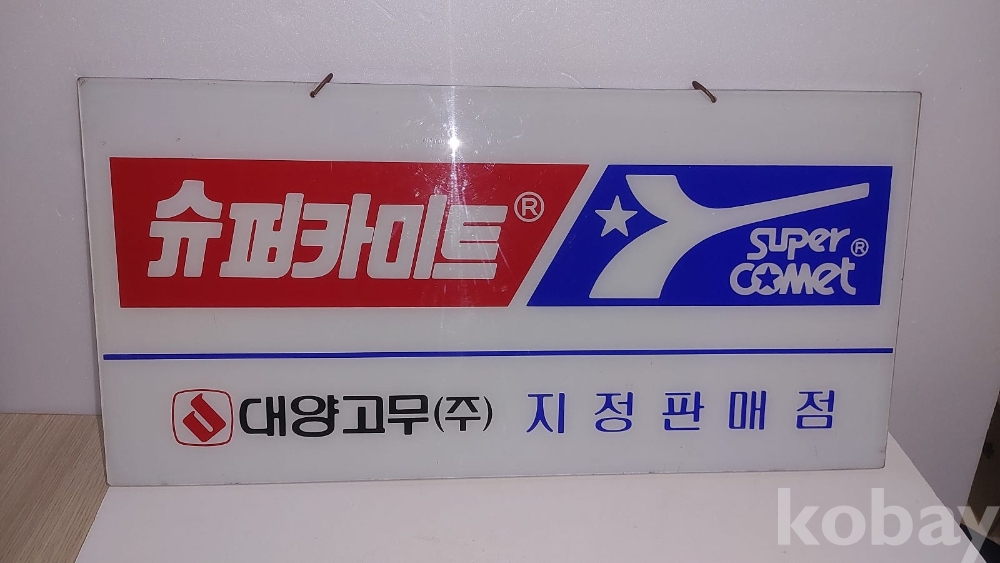 슈퍼카미트®
super comet®
대양고무(주) 지정판매점
kobay